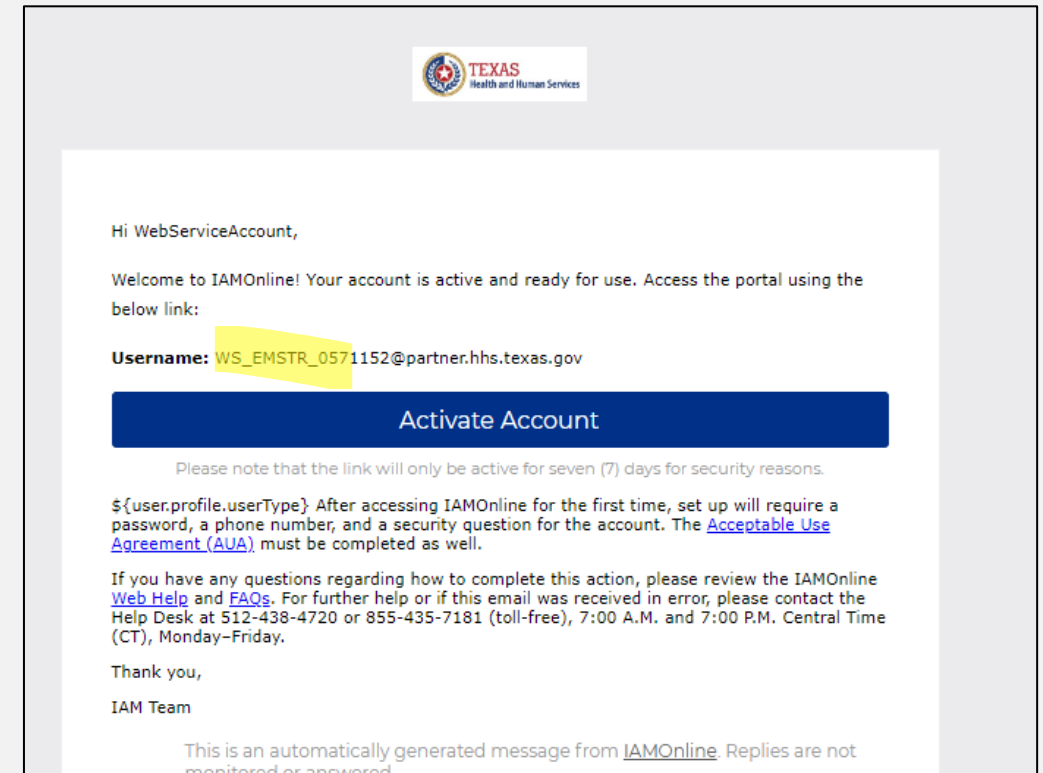 TEXAS
Health and Human Services
Hi WebServiceAccount,
Welcome to IAMOnline! Your account is active and ready for use. Access the portal using the
below link:
Username: WS_EMSTR_0571152@partner.hhs.texas.gov
Activate Account
Please note that the link will only be active for seven (7) days for security reasons.
${user.profile.userType} After accessing IAMOnline for the first time, set up will require a
password, a phone number, and a security question for the account. The Acceptable Use
Agreement (AUA) must be completed as well.
If you have any questions regarding how to complete this action, please review the IAMOnline
Web Help and FAQs. For further help or if this email was received in error, please contact the
Help Desk at 512-438-4720 or 855-435-7181 (toll-free), 7:00 A.M. and 7:00 P.M. Central Time
(CT), Monday–Friday.
Thank you,
IAM Team
This is an automatically generated message from IAMOnline. Replies are not
monitored or answered